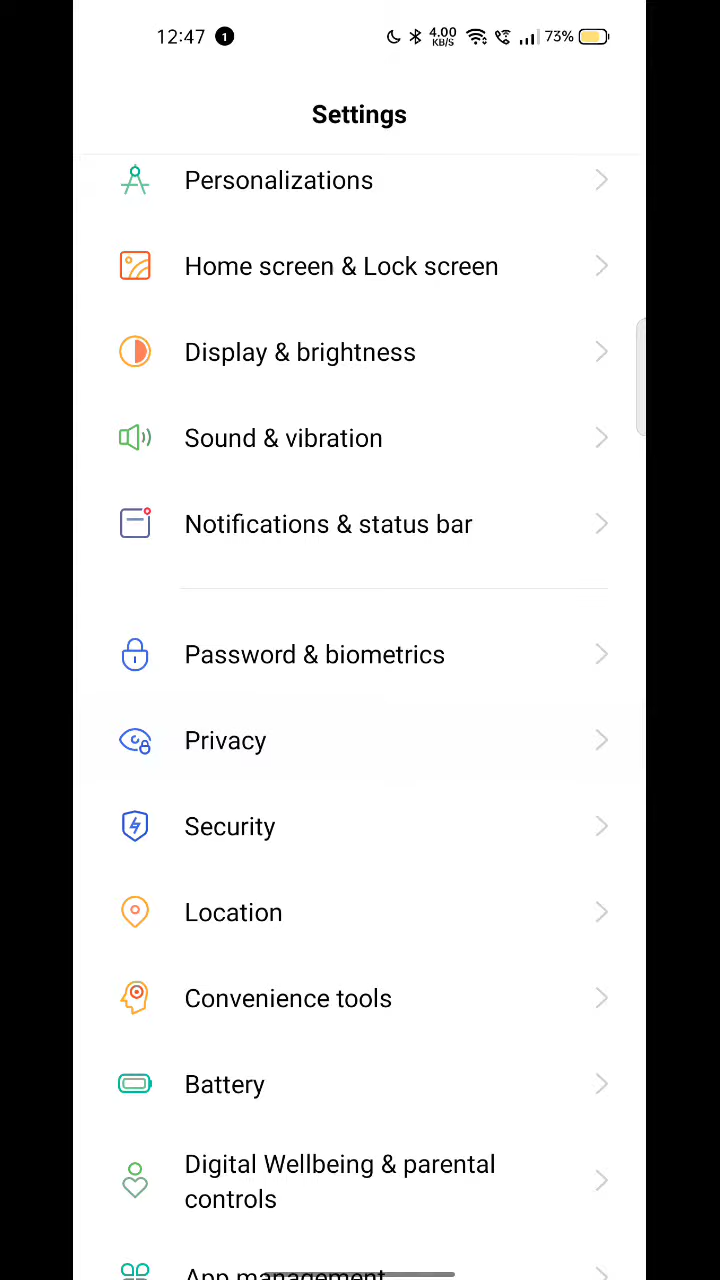 12:47 1 4.00 KB/S 73%
Settings
Personalizations
Home screen & Lock screen
Display & brightness
Sound & vibration
Notifications & status bar
Password & biometrics
Privacy
Security
Location
Convenience tools
Battery
Digital Wellbeing & parental
controls
App management